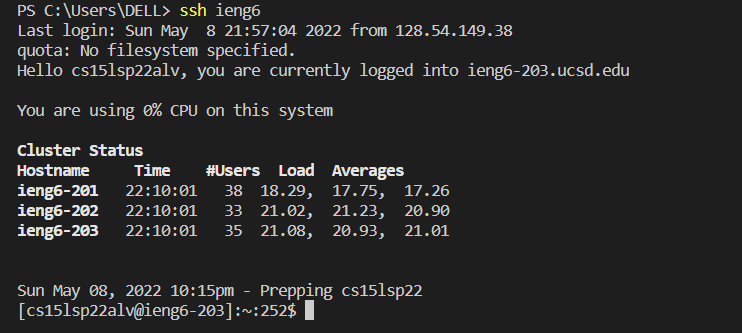 PS C:\Users\DELL> ssh ieng6
Last login: Sun May  8 21:57:04 2022 from 128.54.149.38
quota: No filesystem specified.
Hello cs15lsp22alv, you are currently logged into ieng6-203.ucsd.edu
You are using 0% CPU on this system
Cluster Status
Hostname     Time    #Users  Load  Averages
ieng6-201   22:10:01   38  18.29,  17.75,  17.26
ieng6-202   22:10:01   33  21.02,  21.23,  20.90
ieng6-203   22:10:01   35  21.08,  20.93,  21.01
Sun May 08, 2022 10:15pm - Prepping cs15lsp22
[cs15lsp22alv@ieng6-203]:~:252$